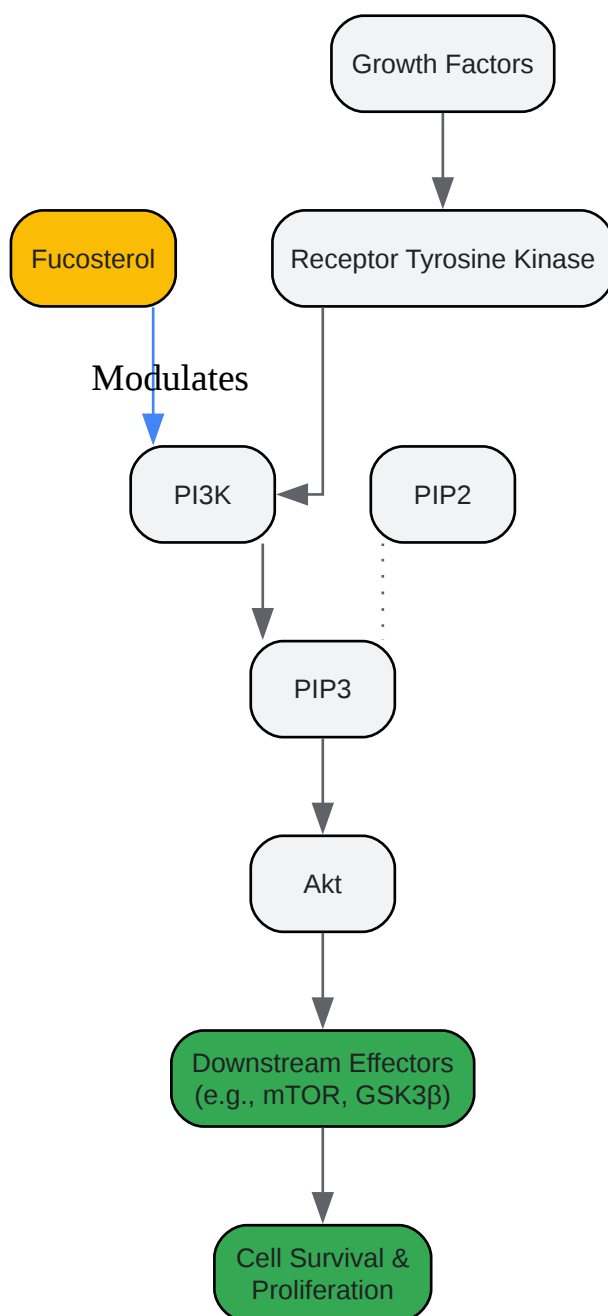 Growth Factors
Fucosterol
Receptor Tyrosine Kinase
Modulates
PI3K
PIP2
PIP3
Akt
Downstream Effectors
(e.g., mTOR, GSK3β)
Cell Survival &
Proliferation